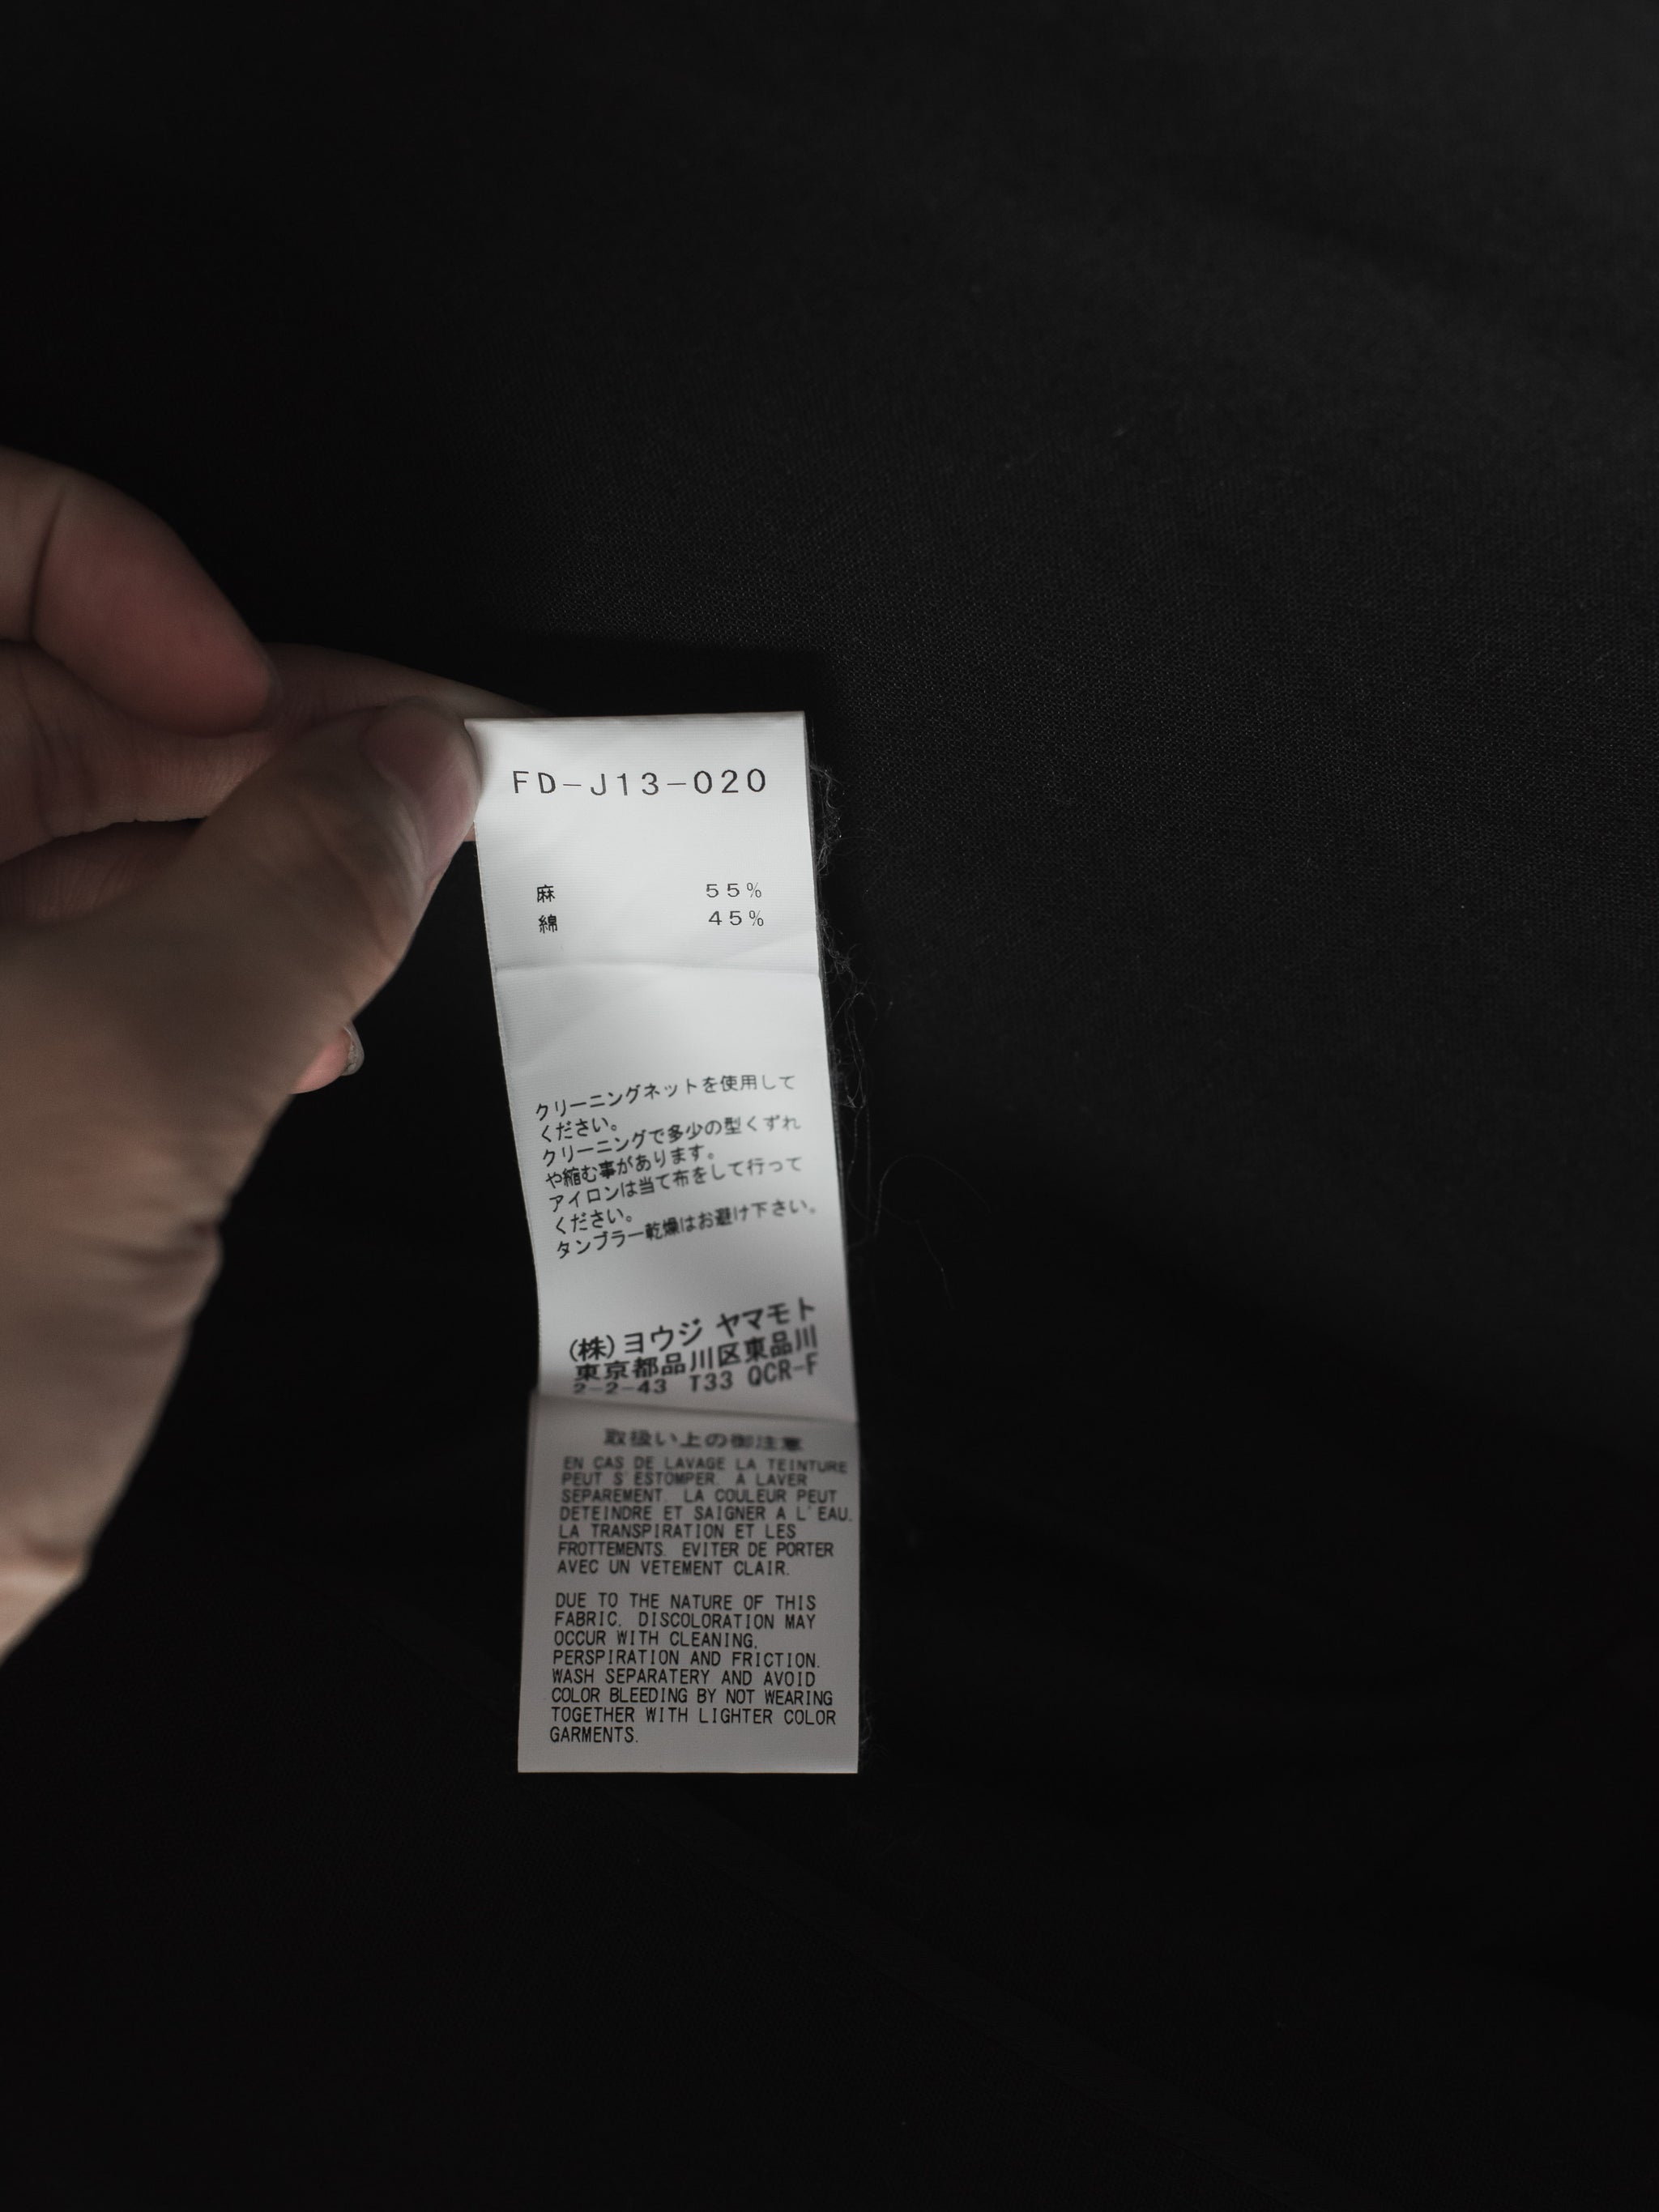 FD-J13-020
麻 55%
綿 45%
クリーニングネットを使用して
ください。
クリーニングで多少の型くずれ
や縮む事があります。
アイロンは当て布をして行って
ください。
タンブラー乾燥はお避け下さい。
(株)ヨウジ ヤマモト
東京都品川区東品川
2-2-43 T33 QCR-F
取扱い上の御注意
EN CAS DE LAVAGE LA TEINTURE
PEUT S'ESTOMPER. A LAVER
SEPAREMENT. LA COULEUR PEUT
DETEINDRE ET SAIGNER A L'EAU.
LA TRANSPIRATION ET LES
FROTTEMENTS. EVITER DE PORTER
AVEC UN VETEMENT CLAIR.
DUE TO THE NATURE OF THIS
FABRIC, DISCOLORATION MAY
OCCUR WITH CLEANING,
PERSPIRATION AND FRICTION.
WASH SEPARATERY AND AVOID
COLOR BLEEDING BY NOT WEARING
TOGETHER WITH LIGHTER COLOR
GARMENTS.